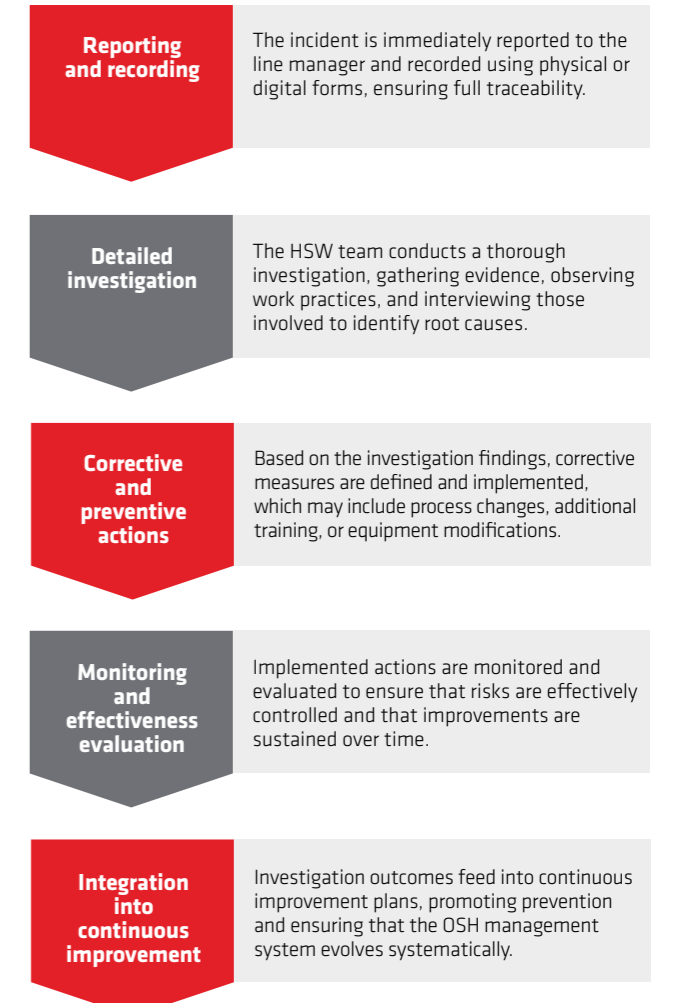 Reporting
and recording
The incident is immediately reported to the
line manager and recorded using physical or
digital forms, ensuring full traceability.
Detailed
investigation
The HSW team conducts a thorough
investigation, gathering evidence, observing
work practices, and interviewing those
involved to identify root causes.
Corrective
and
preventive
actions
Based on the investigation findings, corrective
measures are defined and implemented,
which may include process changes, additional
training, or equipment modifications.
Monitoring
and
effectiveness
evaluation
Implemented actions are monitored and
evaluated to ensure that risks are effectively
controlled and that improvements are
sustained over time.
Integration
into
continuous
improvement
Investigation outcomes feed into continuous
improvement plans, promoting prevention
and ensuring that the OSH management
system evolves systematically.